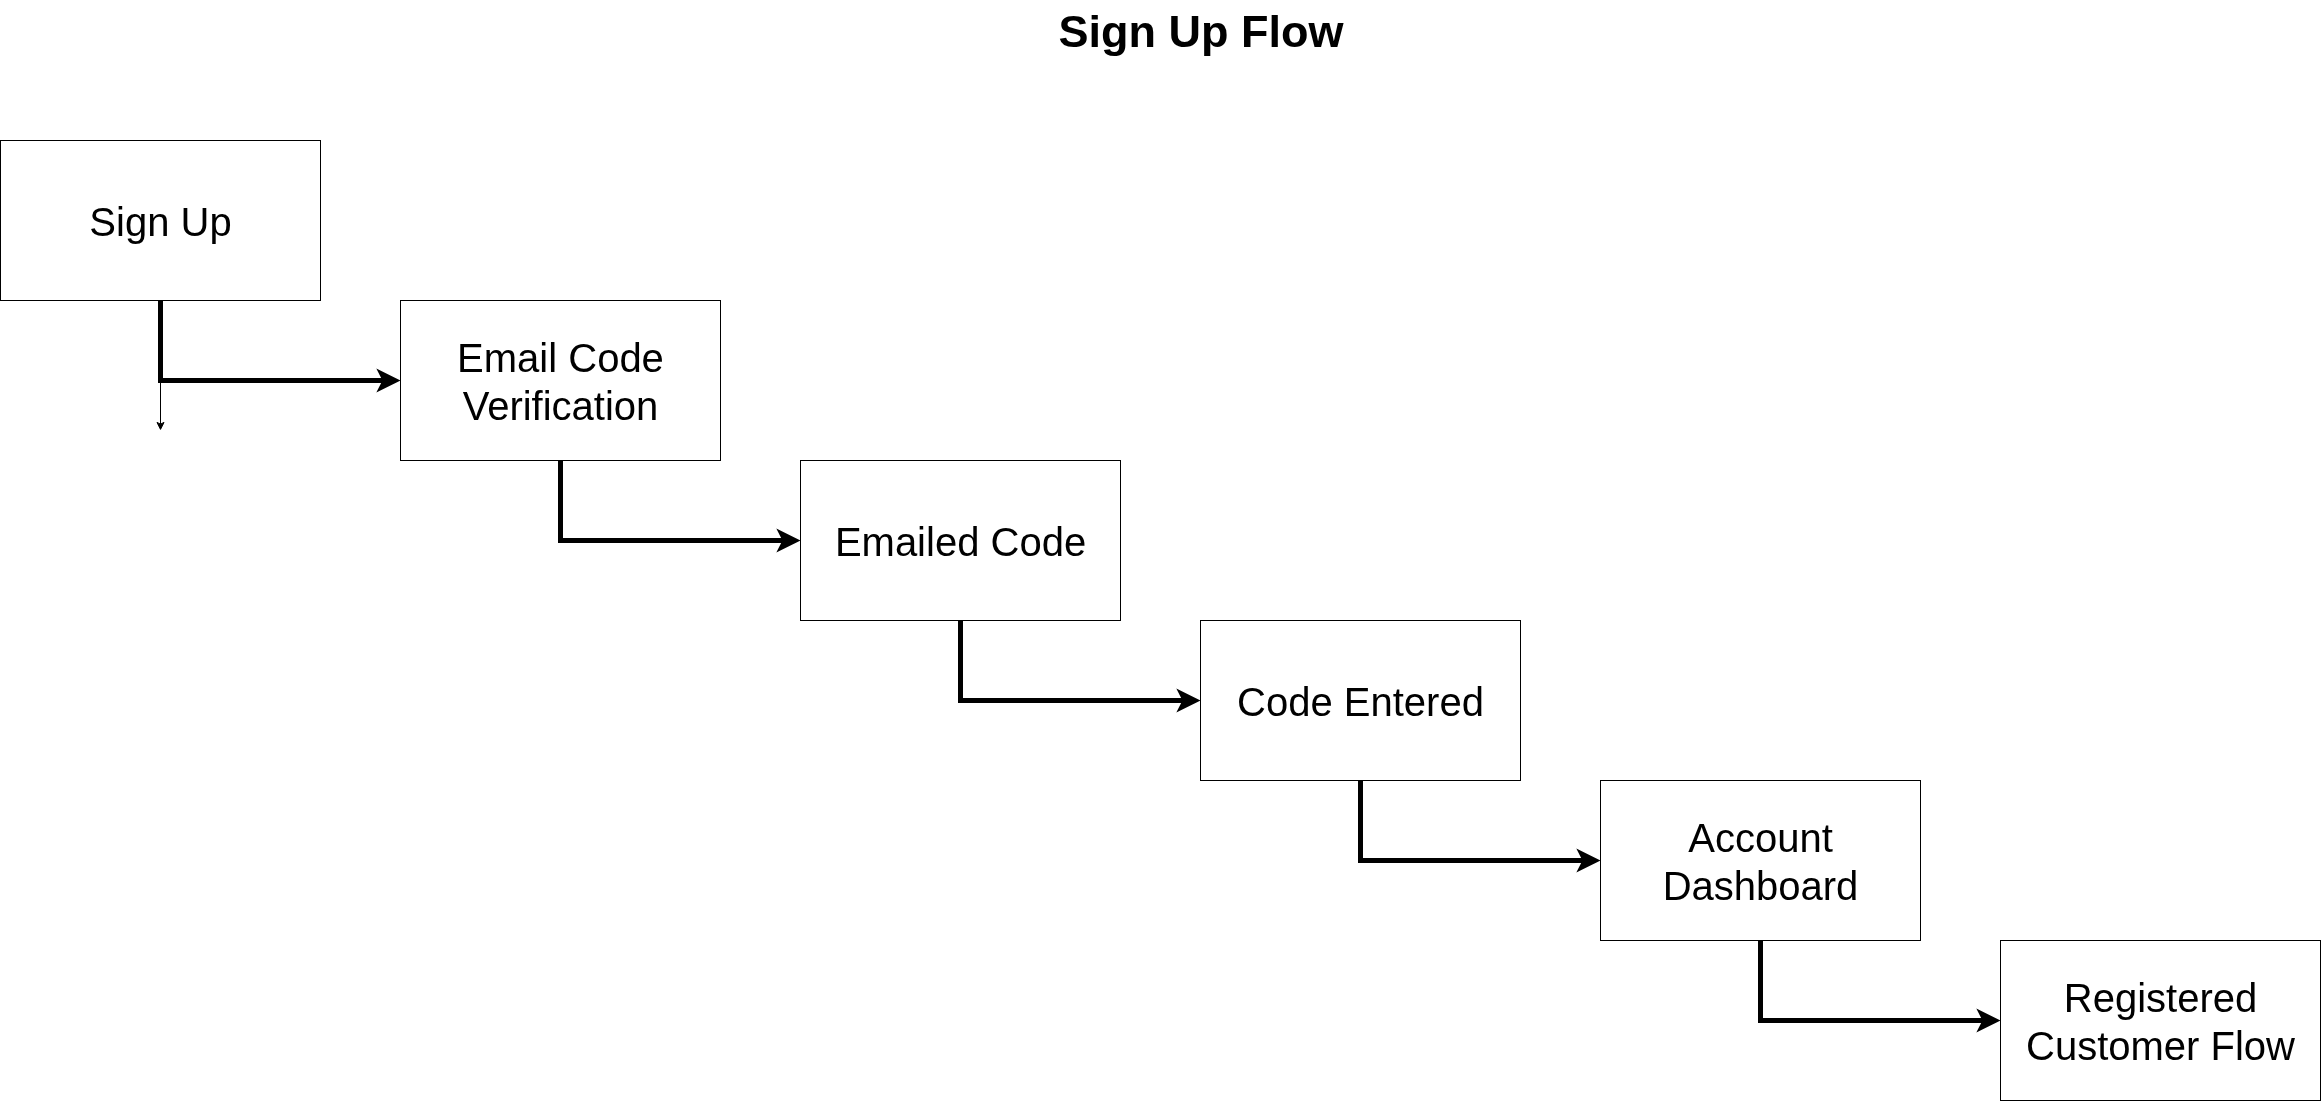 Sign Up Flow
Sign Up
Email Code
Verification
Emailed Code
Code Entered
Account
Dashboard
Registered
Customer Flow